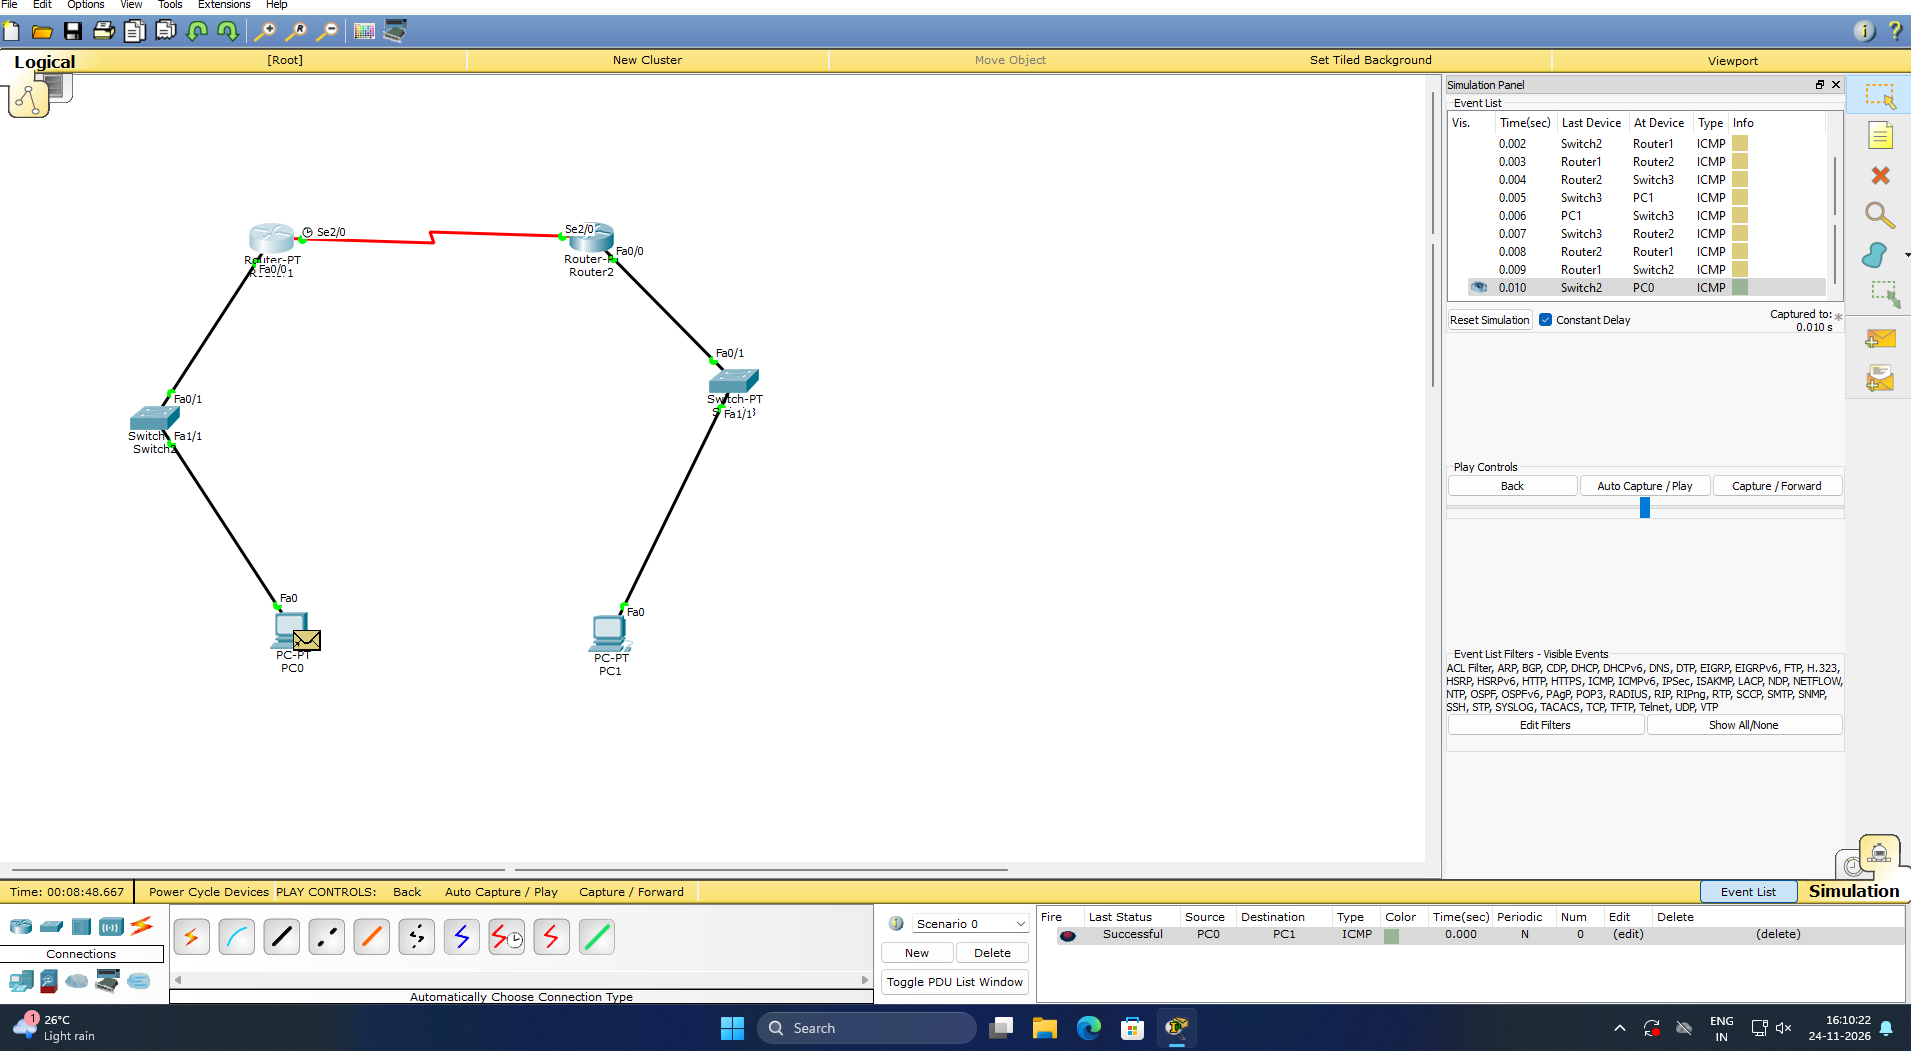 File Edit Options View Tools Extensions Help
Logical [Root] New Cluster Move Object Set Tiled Background Viewport
Se2/0
Router-PT
Fa0/0
Se2/0
Fa0/0
Router2
Fa0/1
Switch-PT
Fa1/1
Fa0/1
Fa1/1
Switch2
Fa0
PC-PT
PC0
Fa0
PC-PT
PC1
Simulation Panel
Event List
Vis. Time(sec) Last Device At Device Type Info
0.002 Switch2 Router1 ICMP
0.003 Router1 Router2 ICMP
0.004 Router2 Switch3 ICMP
0.005 Switch3 PC1 ICMP
0.006 PC1 Switch3 ICMP
0.007 Switch3 Router2 ICMP
0.008 Router2 Router1 ICMP
0.009 Router1 Switch2 ICMP
0.010 Switch2 PC0 ICMP
Reset Simulation Constant Delay Captured to: *
0.010 s
Play Controls
Back Auto Capture / Play Capture / Forward
Event List Filters - Visible Events
ACL Filter, ARP, BGP, CDP, DHCP, DHCPv6, DNS, DTP, EIGRP, EIGRPv6, FTP, H.323,
HSRP, HSRPv6, HTTP, HTTPS, ICMP, ICMPv6, IPSec, ISAKMP, LACP, NDP, NETFLOW,
NTP, OSPF, OSPFv6, PAgP, POP3, RADIUS, RIP, RIPng, RTP, SCCP, SMTP, SNMP,
SSH, STP, SYSLOG, TACACS, TCP, TFTP, Telnet, UDP, VTP
Edit Filters Show All/None
Time: 00:08:48.667 Power Cycle Devices PLAY CONTROLS: Back Auto Capture / Play Capture / Forward Event List Simulation
Connections
Automatically Choose Connection Type
Scenario 0
New Delete
Toggle PDU List Window
Fire Last Status Source Destination Type Color Time(sec) Periodic Num Edit Delete
Successful PC0 PC1 ICMP 0.000 N 0 (edit) (delete)
1
26°C
Light rain
Search
ENG
IN
16:10:22
24-11-2026